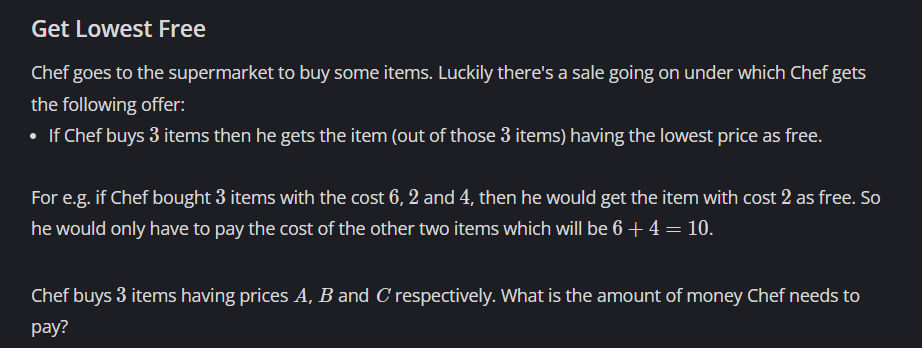 Get Lowest Free
Chef goes to the supermarket to buy some items. Luckily there's a sale going on under which Chef gets
the following offer:
• If Chef buys 3 items then he gets the item (out of those 3 items) having the lowest price as free.
For e.g. if Chef bought 3 items with the cost 6, 2 and 4, then he would get the item with cost 2 as free. So
he would only have to pay the cost of the other two items which will be 6 + 4 = 10.
Chef buys 3 items having prices A, B and C respectively. What is the amount of money Chef needs to
pay?